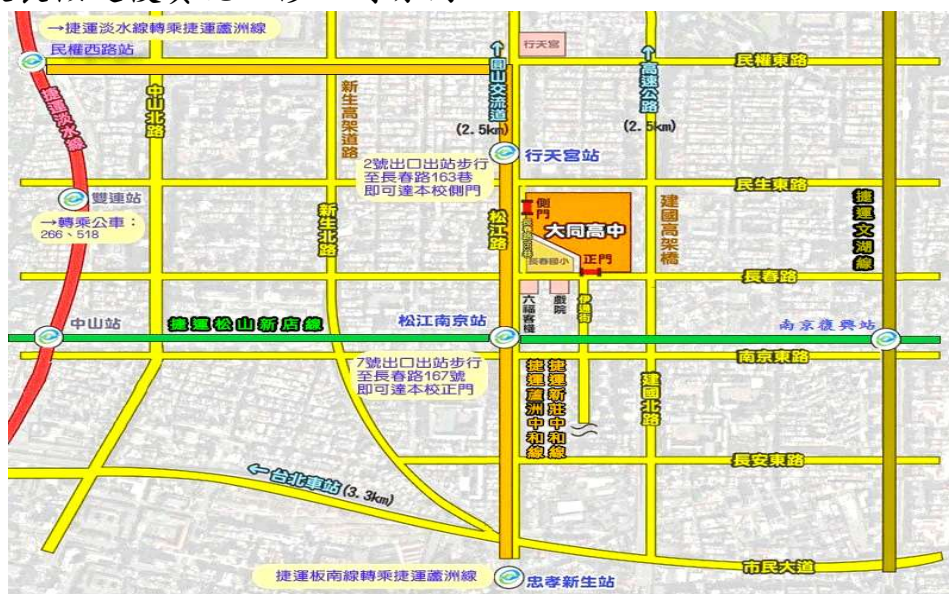 →捷運淡水線轉乘捷運蘆洲線
民權西路站
行天宮
民權東路
捷運淡水線
中山北路
新生高架道路
圓山交流道
(2.5km)
高速公路
(2.5km)
行天宮站
2號出口出站步行
至長春路163巷
即可達本校側門
民生東路
雙連站
→轉乘公車：
266、518
新生北路
松江路
側門
大同高中
長春國小
正門
建國高架橋
捷運文湖線
長春路
六福客棧
戲院
伊通街
中山站
捷運松山新店線
松江南京站
南京復興站
南京東路
7號出口出站步行
至長春路167號
即可達本校正門
捷運蘆洲中和線
捷運新莊中和線
建國北路
長安東路
←台北車站(3.3km)
市民大道
捷運板南線轉乘捷運蘆洲線
忠孝新生站